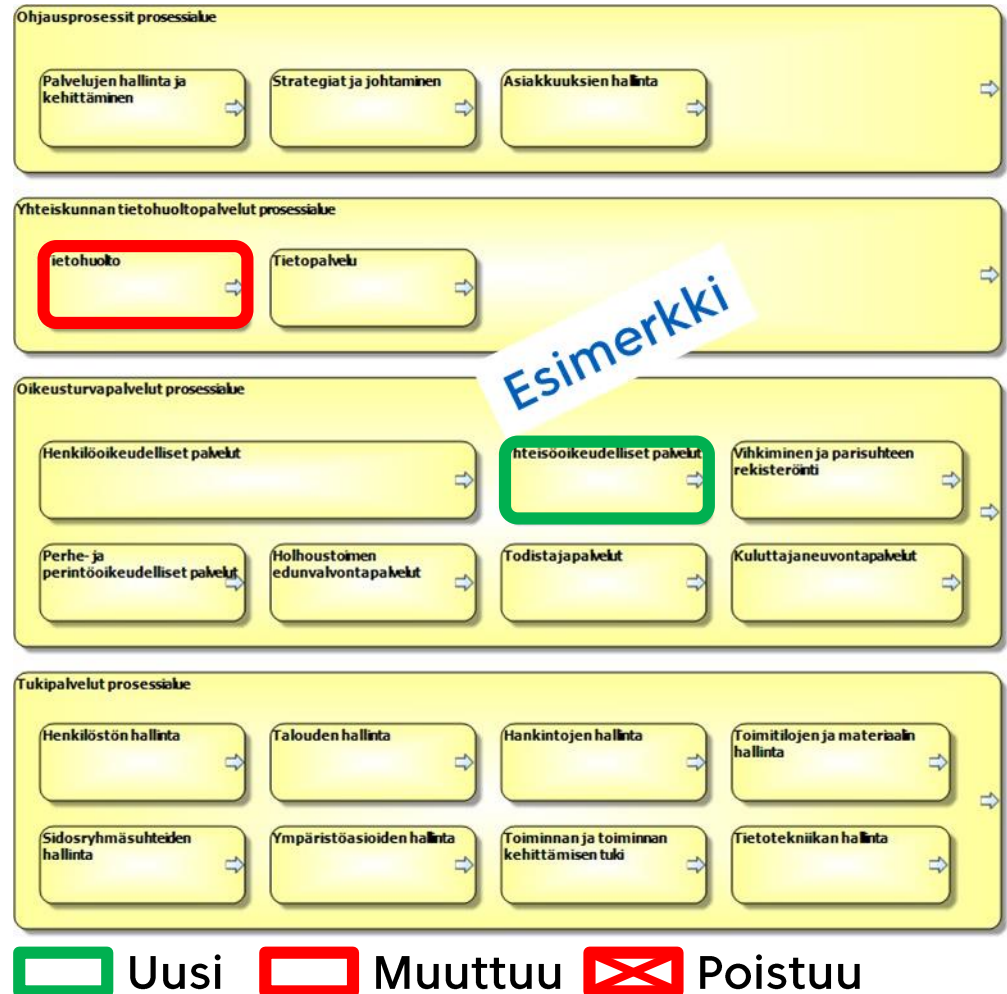 Ohjausprosessit prosessialue
Palvelujen hallinta ja
kehittäminen
Strategiat ja johtaminen
Asiakkuuksien hallinta
Yhteiskunnan tietohuoltopalvelut prosessialue
ietohuolto
Tietopalvelu
Esimerkki
Oikeusturvapalvelut prosessialue
Henkilöoikeudelliset palvelut
hteisöoikeudelliset palvelut
Vihkiminen ja parisuhteen
rekisteröinti
Perhe- ja
perintöoikeudelliset palvelut
Holhoustoimen
edunvalvontapalvelut
Todistajapalvelut
Kuluttajaneuvontapalvelut
Tukipalvelut prosessialue
Henkilöstön hallinta
Talouden hallinta
Hankintojen hallinta
Toimitilojen ja materiaalin
hallinta
Sidosryhmäsuhteiden
hallinta
Ympäristöasioiden hallinta
Toiminnan ja toiminnan
kehittämisen tuki
Tietotekniikan hallinta
Uusi Muuttuu Poistuu